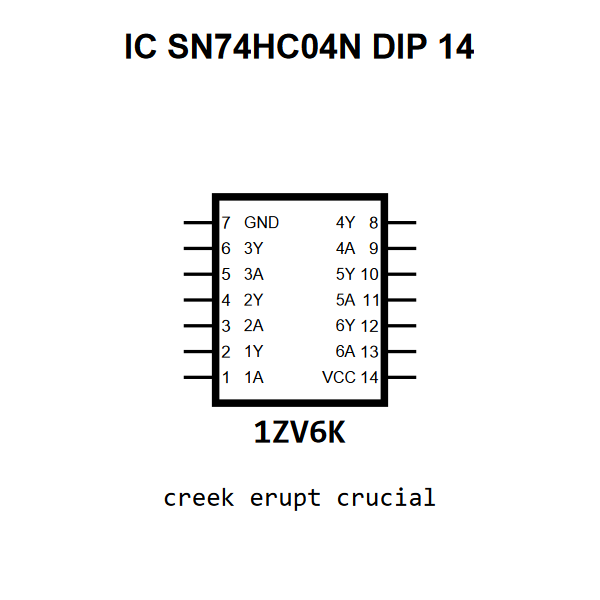 IC SN74HC04N DIP 14
7 GND 4Y 8
6 3Y 4A 9
5 3A 5Y 10
4 2Y 5A 11
3 2A 6Y 12
2 1Y 6A 13
1 1A VCC 14
1ZV6K
creek erupt crucial